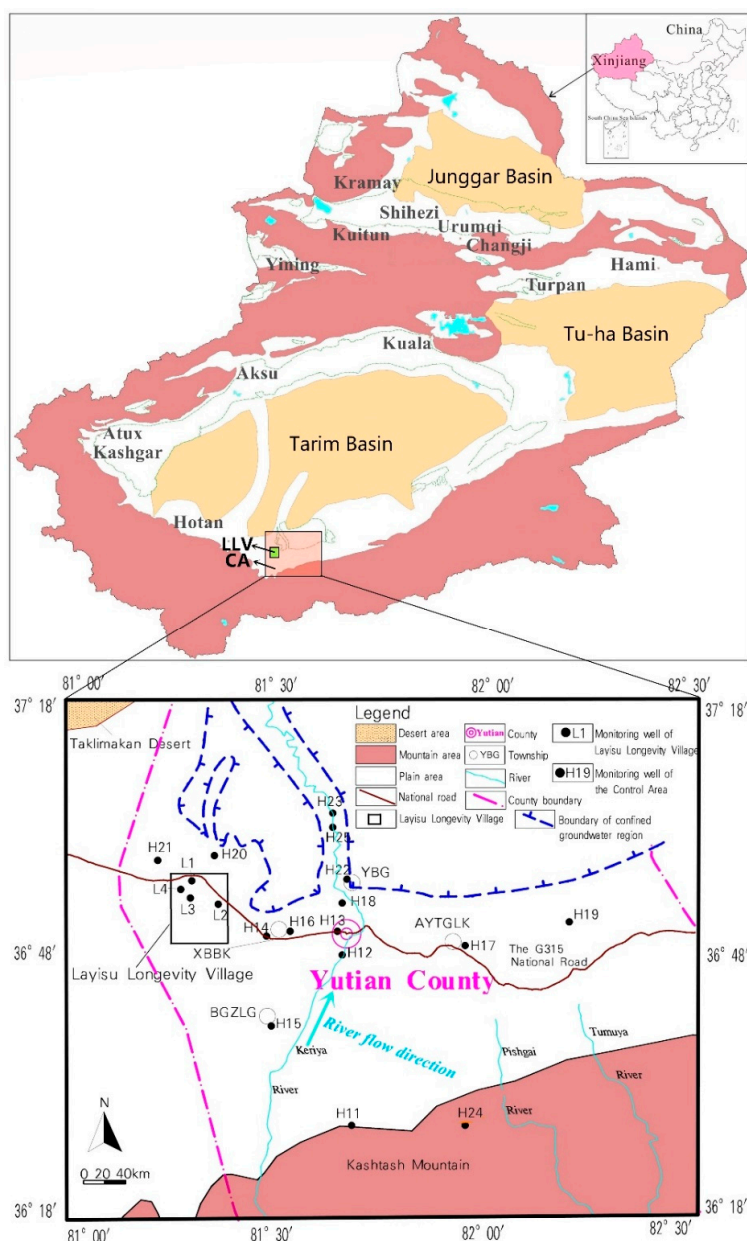 China
Xinjiang
South China Sea Islands
Junggar Basin
Kramay
Shihezi
Urumqi
Kuitun
Changji
Yining
Hami
Turpan
Tu-ha Basin
Kuala
Aksu
Atux
Tarim Basin
Kashgar
Hotan
LLV
CA
81° 00′
81° 30′
82° 00′
82° 30′
37° 18′
37° 18′
Legend
Desert area
Mountain area
Plain area
National road
Layisu Longevity Village
Yutian
County
YBG
Township
River
County boundary
L1
Monitoring well of
Layisu Longevity Village
H19
Monitoring well of
the Control Area
Boundary of confined
groundwater region
Taklimakan Desert
H23
H25
H21
H20
L1
L4
L3
L2
H22
YBG
H18
H14
H16
H13
XBBK
AYTGLK
H17
H19
H12
The G315
National Road
36° 48′
36° 48′
Layisu Longevity Village
Yutian County
BGZLG
H15
River flow direction
Keriya
River
Pishgai
River
Tumuya
River
N
H11
H24
0 20 40km
Kashtash Mountain
36° 18′
36° 18′
81° 00′
81° 30′
82° 00′
82° 30′